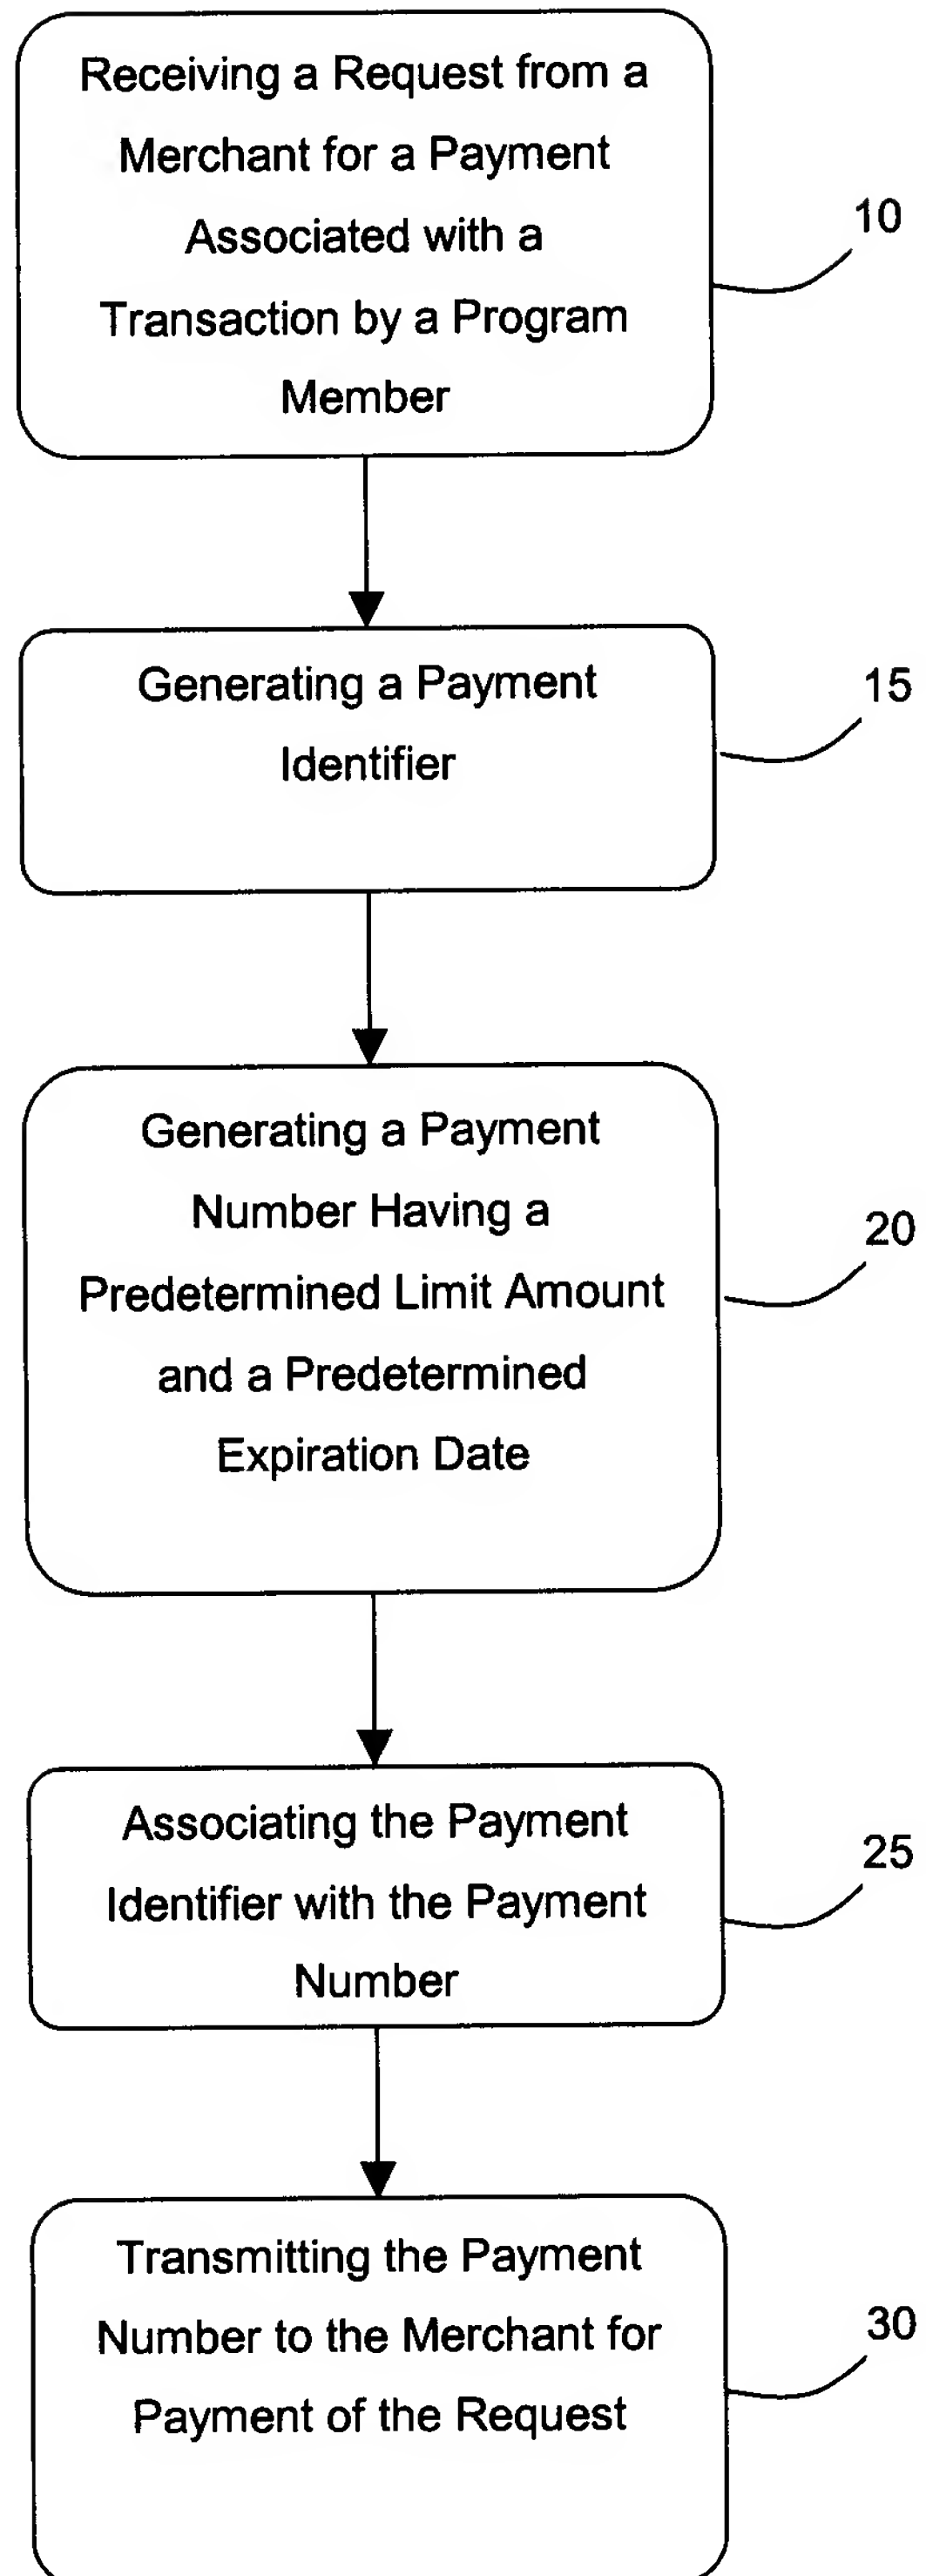 Receiving a Request from a
Merchant for a Payment
Associated with a
Transaction by a Program
Member
10
Generating a Payment
Identifier
15
Generating a Payment
Number Having a
Predetermined Limit Amount
and a Predetermined
Expiration Date
20
Associating the Payment
Identifier with the Payment
Number
25
Transmitting the Payment
Number to the Merchant for
Payment of the Request
30